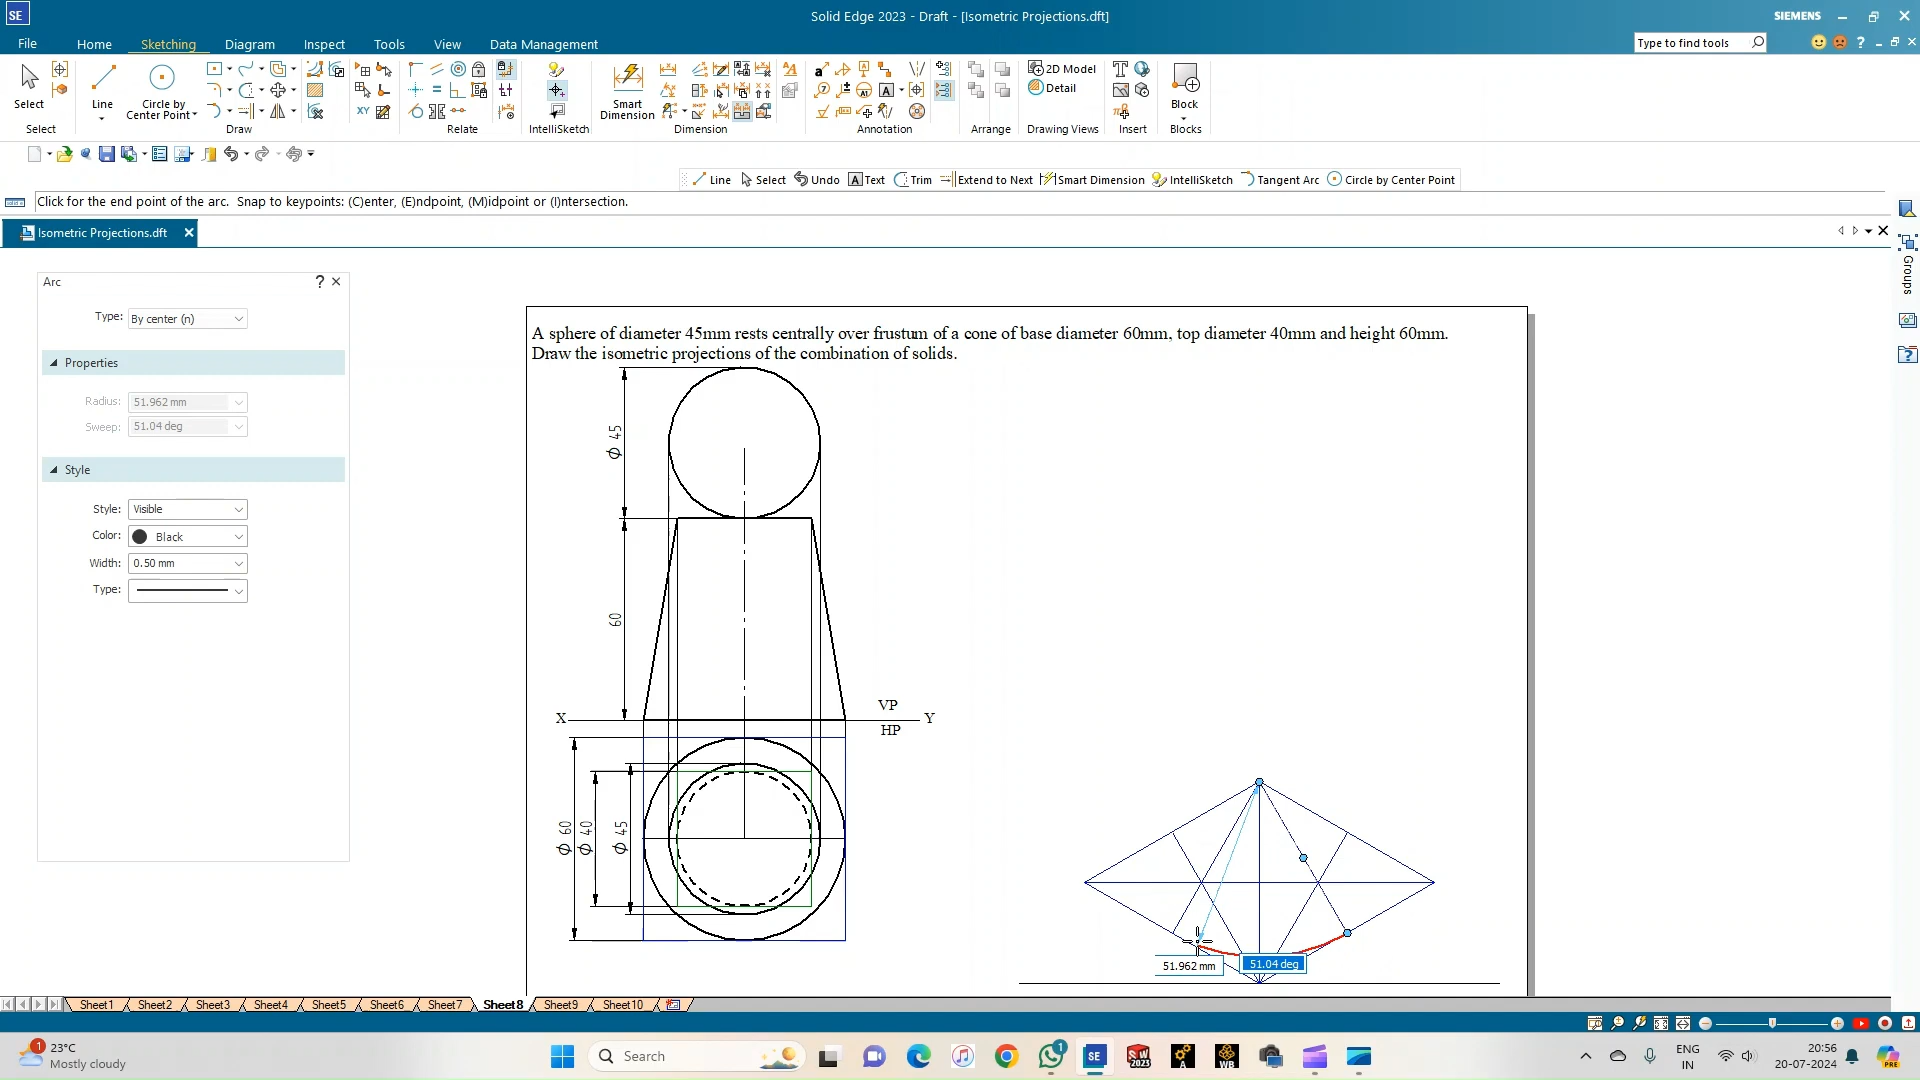 SE
Solid Edge 2023 - Draft - [Isometric Projections.dft]
SIEMENS
File Home Sketching Diagram Inspect Tools View Data Management
Type to find tools
Select
Line
Circle by
Center Point
Smart
Dimension
2D Model
Detail
Block
Select Draw Relate IntelliSketch Dimension Annotation Arrange Drawing Views Insert Blocks
Line Select Undo Text Trim Extend to Next Smart Dimension IntelliSketch Tangent Arc Circle by Center Point
Click for the end point of the arc. Snap to keypoints: (C)enter, (E)ndpoint, (M)idpoint or (I)ntersection.
Isometric Projections.dft
Groups
Arc
Type: By center (n)
Properties
Radius: 51.962 mm
Sweep: 51.04 deg
Style
Style: Visible
Color: Black
Width: 0.50 mm
Type:
A sphere of diameter 45mm rests centrally over frustum of a cone of base diameter 60mm, top diameter 40mm and height 60mm.
Draw the isometric projections of the combination of solids.
ϕ 45
60
VP
X Y
HP
ϕ 60
ϕ 40
ϕ 45
51.962 mm
51.04 deg
Sheet1 Sheet2 Sheet3 Sheet4 Sheet5 Sheet6 Sheet7 Sheet8 Sheet9 Sheet10
1
23°C
Mostly cloudy
Search
1
SE
ENG
IN
20:56
20-07-2024